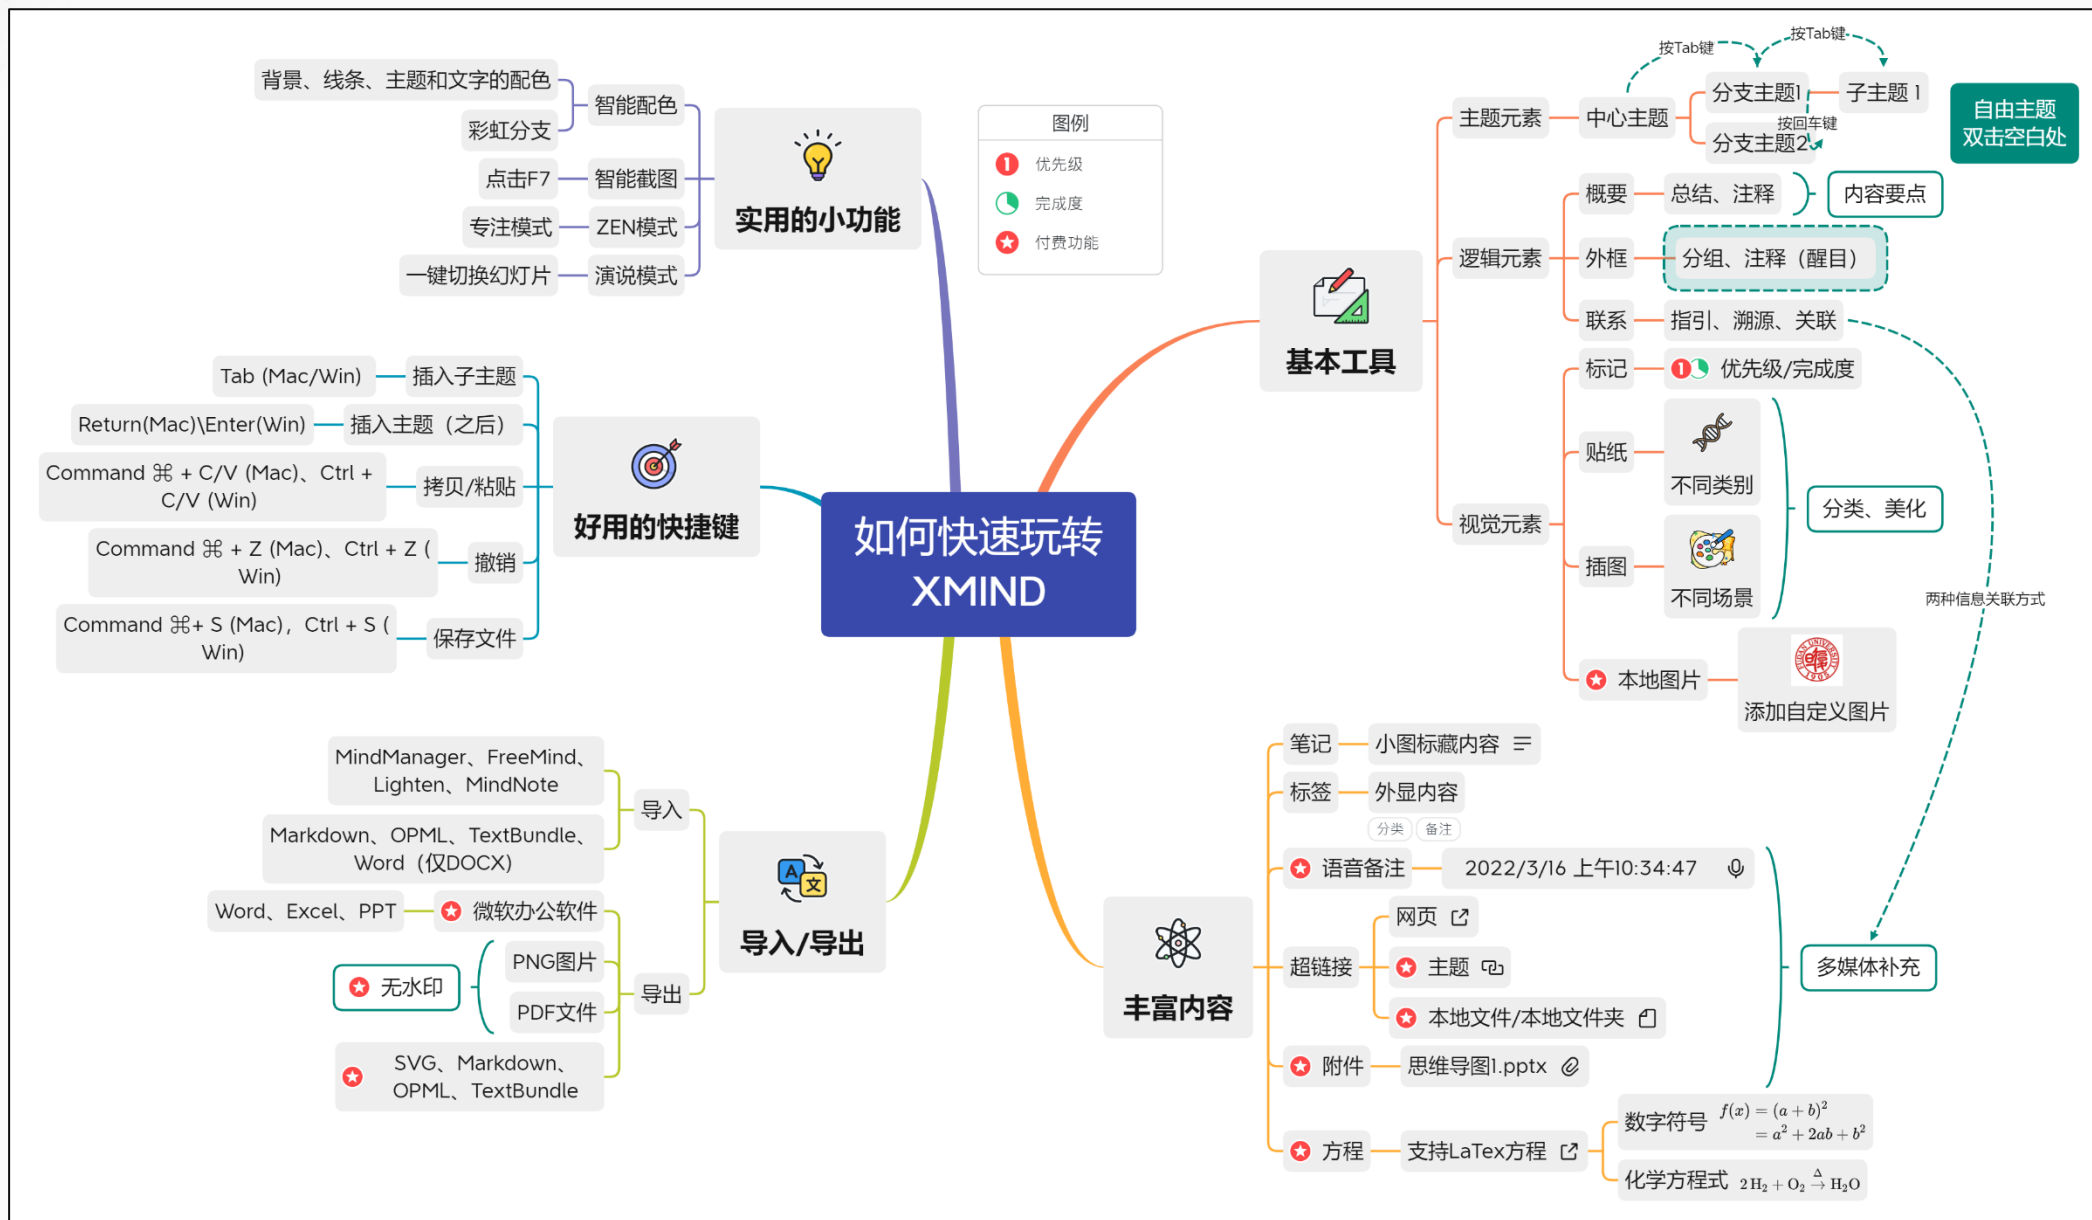 如何快速玩转
XMIND
实用的小功能
智能配色
背景、线条、主题和文字的配色
彩虹分支
智能截图
点击F7
ZEN模式
专注模式
演说模式
一键切换幻灯片
图例
1
优先级
完成度
付费功能
好用的快捷键
插入子主题
Tab (Mac/Win)
插入主题（之后）
Return(Mac)\Enter(Win)
拷贝/粘贴
Command ⌘ + C/V (Mac)、Ctrl +
C/V (Win)
撤销
Command ⌘ + Z (Mac)、Ctrl + Z (
Win)
保存文件
Command ⌘+ S (Mac)，Ctrl + S (
Win)
导入/导出
A
文
导入
MindManager、FreeMind、
Lighten、MindNote
Markdown、OPML、TextBundle、
Word（仅DOCX）
导出
微软办公软件
Word、Excel、PPT
PNG图片
PDF文件
无水印
SVG、Markdown、
OPML、TextBundle
基本工具
主题元素
中心主题
按Tab键
分支主题1
按Tab键
子主题 1
按回车键
分支主题2
自由主题
双击空白处
逻辑元素
概要
总结、注释
内容要点
外框
分组、注释（醒目）
联系
指引、溯源、关联
两种信息关联方式
视觉元素
标记
1
优先级/完成度
贴纸
不同类别
插图
不同场景
分类、美化
本地图片
FUDAN UNIVERSITY
1905
添加自定义图片
丰富内容
笔记
小图标藏内容
标签
外显内容
分类
备注
语音备注
2022/3/16 上午10:34:47
超链接
网页
主题
本地文件/本地文件夹
附件
思维导图1.pptx
多媒体补充
方程
支持LaTex方程
数字符号
f(x) = (a + b)²
= a² + 2ab + b²
化学方程式
2 H₂ + O₂ →Δ H₂O